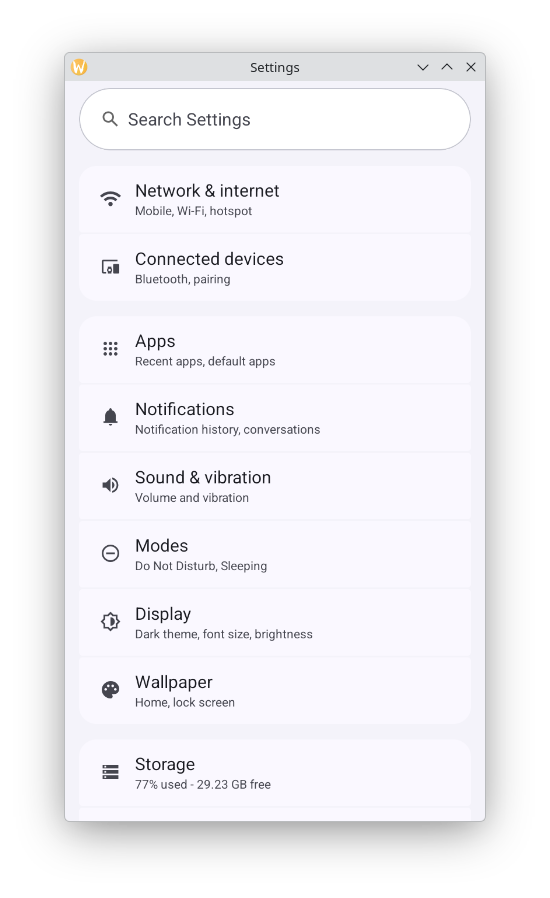 Settings
Search Settings
Network & internet
Mobile, Wi-Fi, hotspot
Connected devices
Bluetooth, pairing
Apps
Recent apps, default apps
Notifications
Notification history, conversations
Sound & vibration
Volume and vibration
Modes
Do Not Disturb, Sleeping
Display
Dark theme, font size, brightness
Wallpaper
Home, lock screen
Storage
77% used - 29.23 GB free